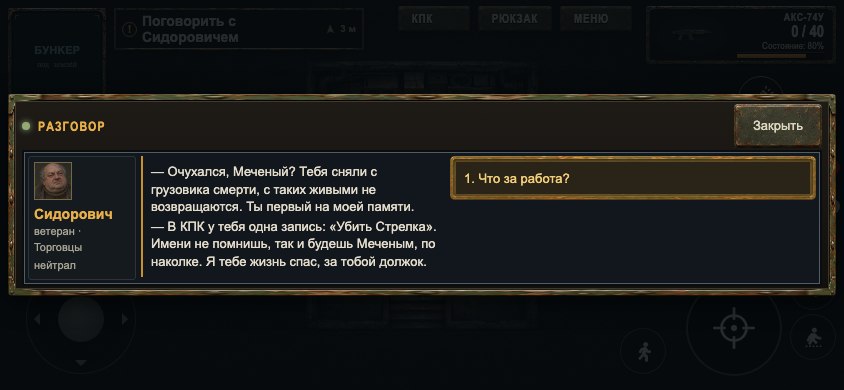 Поговорить с
Сидоровичем
3 м
КПК
РЮКЗАК
МЕНЮ
АКС-74У
0 / 40
Состояние: 80%
БУНКЕР
под землей
РАЗГОВОР
Закрыть
Сидорович
ветеран ·
Торговцы
нейтрал
— Очухался, Меченый? Тебя сняли с
грузовика смерти, с таких живыми не
возвращаются. Ты первый на моей памяти.
— В КПК у тебя одна запись: «Убить Стрелка».
Имени не помнишь, так и будешь Меченым, по
наколке. Я тебе жизнь спас, за тобой должок.
1. Что за работа?